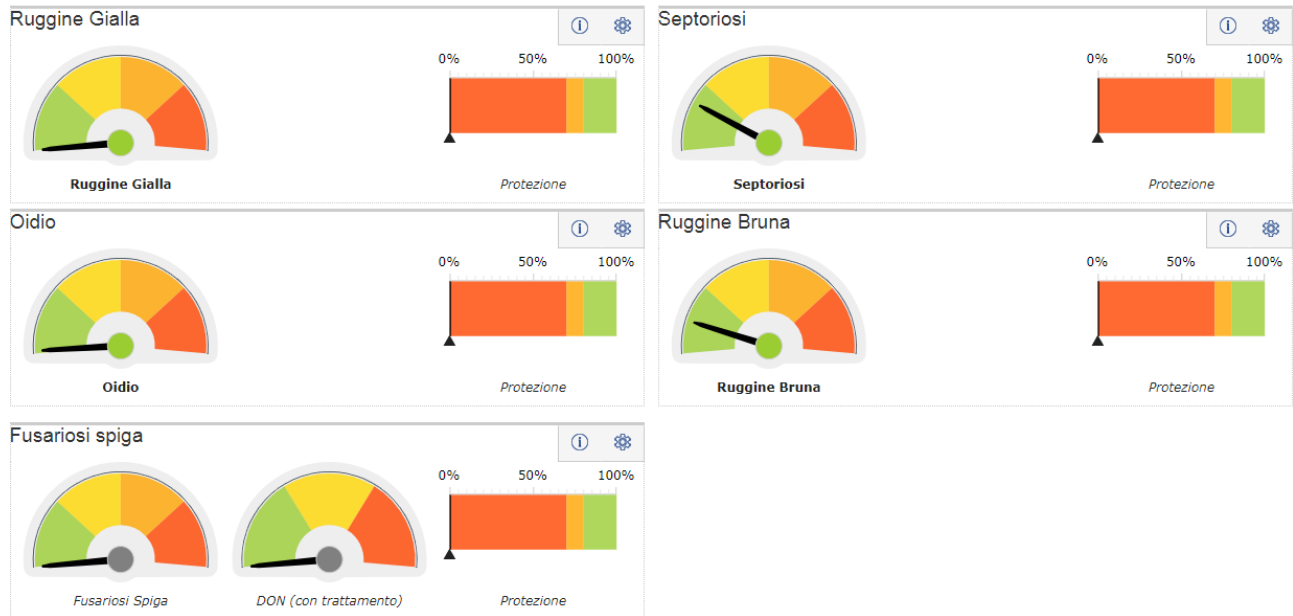 Ruggine Gialla
0% 50% 100%
Ruggine Gialla
Protezione
Septoriosi
0% 50% 100%
Septoriosi
Protezione
Oidio
0% 50% 100%
Oidio
Protezione
Ruggine Bruna
0% 50% 100%
Ruggine Bruna
Protezione
Fusariosi spiga
0% 50% 100%
Fusariosi Spiga
DON (con trattamento)
Protezione